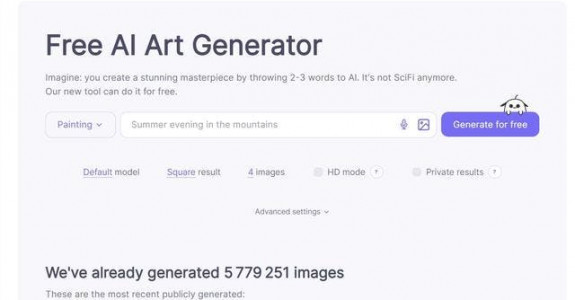 Free AI Art Generator
Imagine: you create a stunning masterpiece by throwing 2-3 words to AI. It's not SciFi anymore.
Our new tool can do it for free.
Painting
Summer evening in the mountains
Generate for free
Default model
Square result
4 images
HD mode ?
Private results ?
Advanced settings
We've already generated 5 779 251 images
These are the most recent publicly generated: